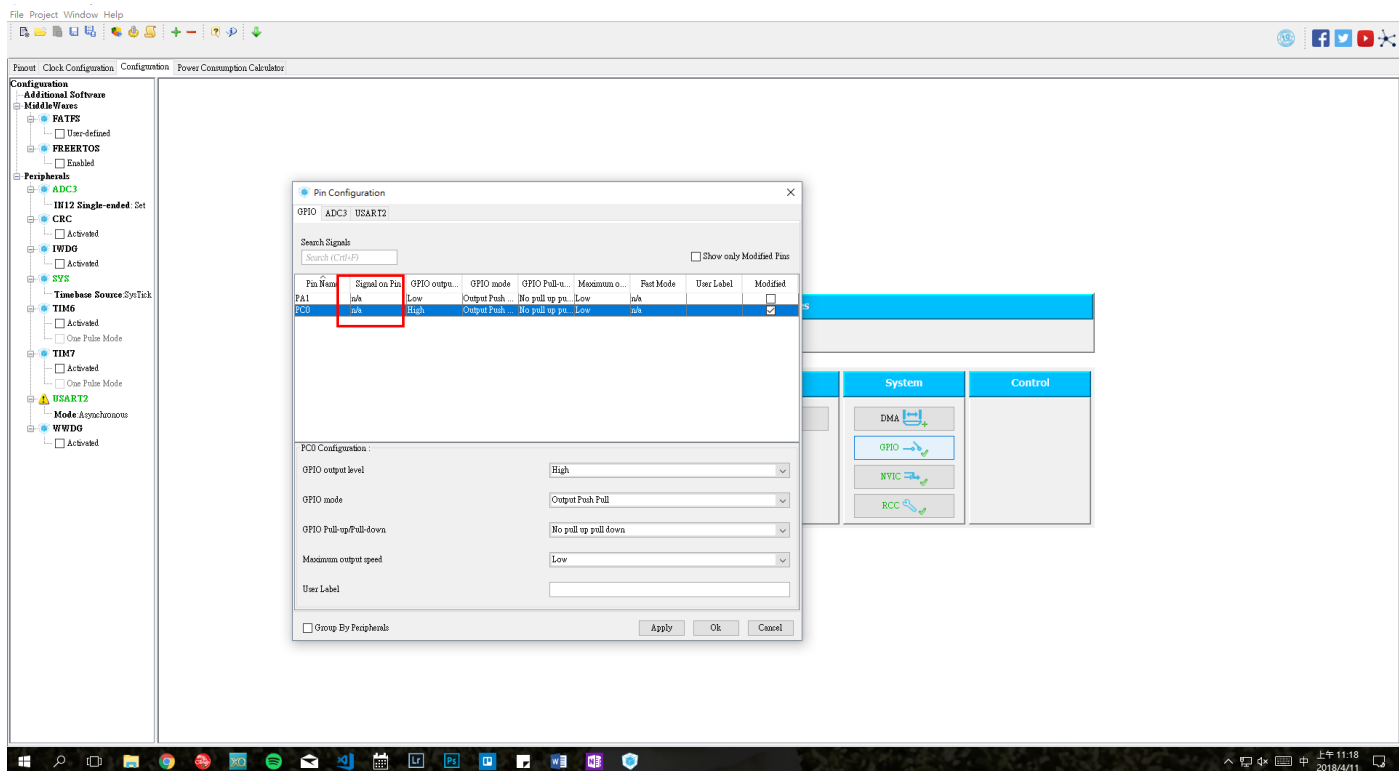 File Project Window Help
Pinout Clock Configuration Configuration Power Consumption Calculator
Configuration
Additional Software
MiddleWares
FATFS
User-defined
FREERTOS
Enabled
Peripherals
ADC3
IN12 Single-ended: Set
CRC
Activated
IWDG
Activated
SYS
Timebase Source:SysTick
TIM6
Activated
One Pulse Mode
TIM7
Activated
One Pulse Mode
USART2
Mode:Asynchronous
WWDG
Activated
Pin Configuration
GPIO ADC3 USART2
Search Signals
Search (Crtl+F)
Show only Modified Pins
Pin Name Signal on Pin GPIO outpu... GPIO mode GPIO Pull-u... Maximum o... Fast Mode User Label Modified
PA1 n/a Low Output Push ... No pull up pu... Low n/a
PC0 n/a High Output Push ... No pull up pu... Low n/a
PC0 Configuration :
GPIO output level High
GPIO mode Output Push Pull
GPIO Pull-up/Pull-down No pull up pull down
Maximum output speed Low
User Label
Group By Peripherals
Apply Ok Cancel
s
System Control
DMA
GPIO
NVIC
RCC
Lr Ps
中 上午 11:18
2018/4/11